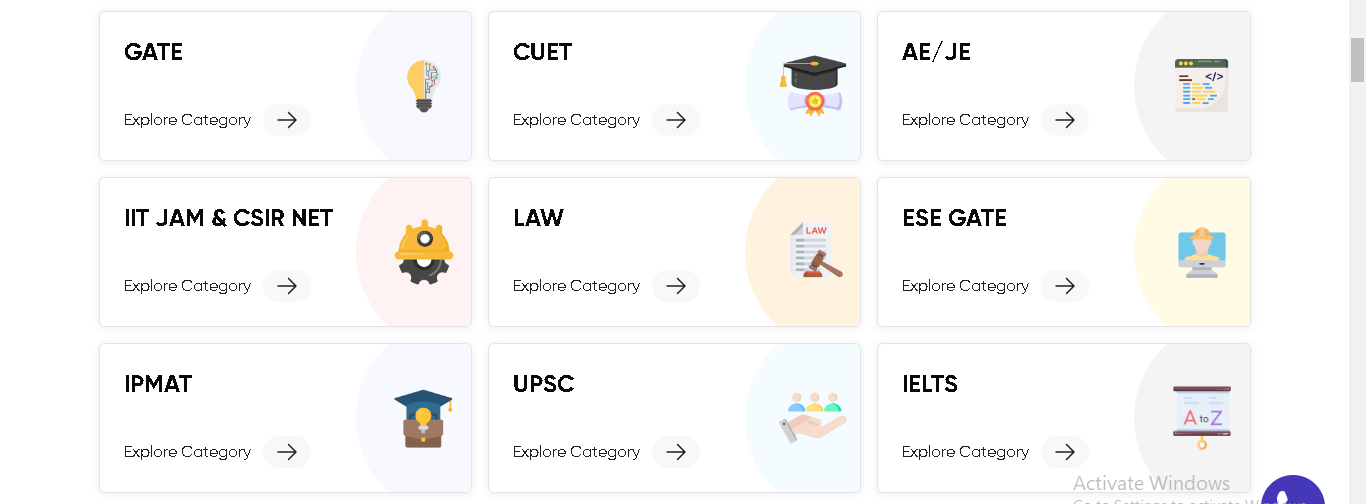 GATE
Explore Category
CUET
Explore Category
AE/JE
</>
Explore Category
IIT JAM & CSIR NET
Explore Category
LAW
LAW
Explore Category
ESE GATE
Explore Category
IPMAT
Explore Category
UPSC
Explore Category
IELTS
A to Z
Explore Category
Activate Windows